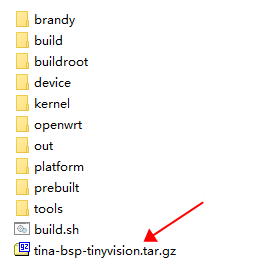 brandy
build
buildroot
device
kernel
openwrt
out
platform
prebuilt
tools
build.sh
tina-bsp-tinyvision.tar.gz